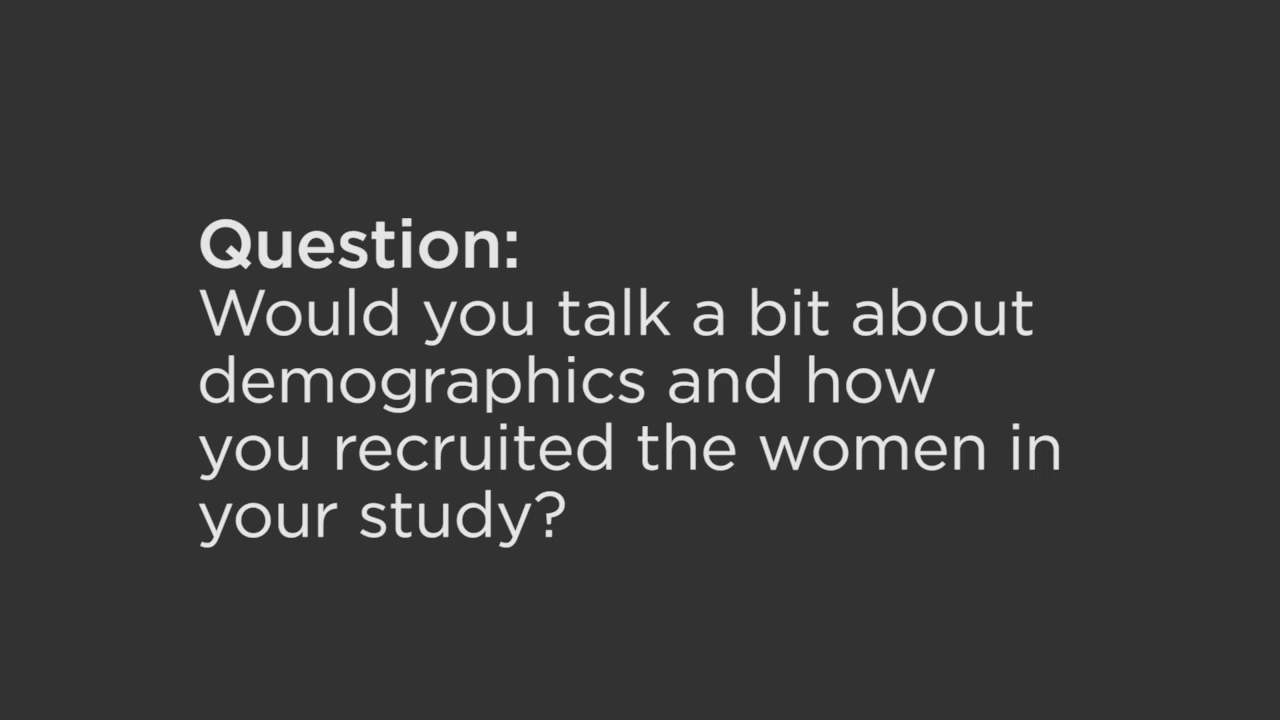 Question:
Would you talk a bit about
demographics and how
you recruited the women in
your study?